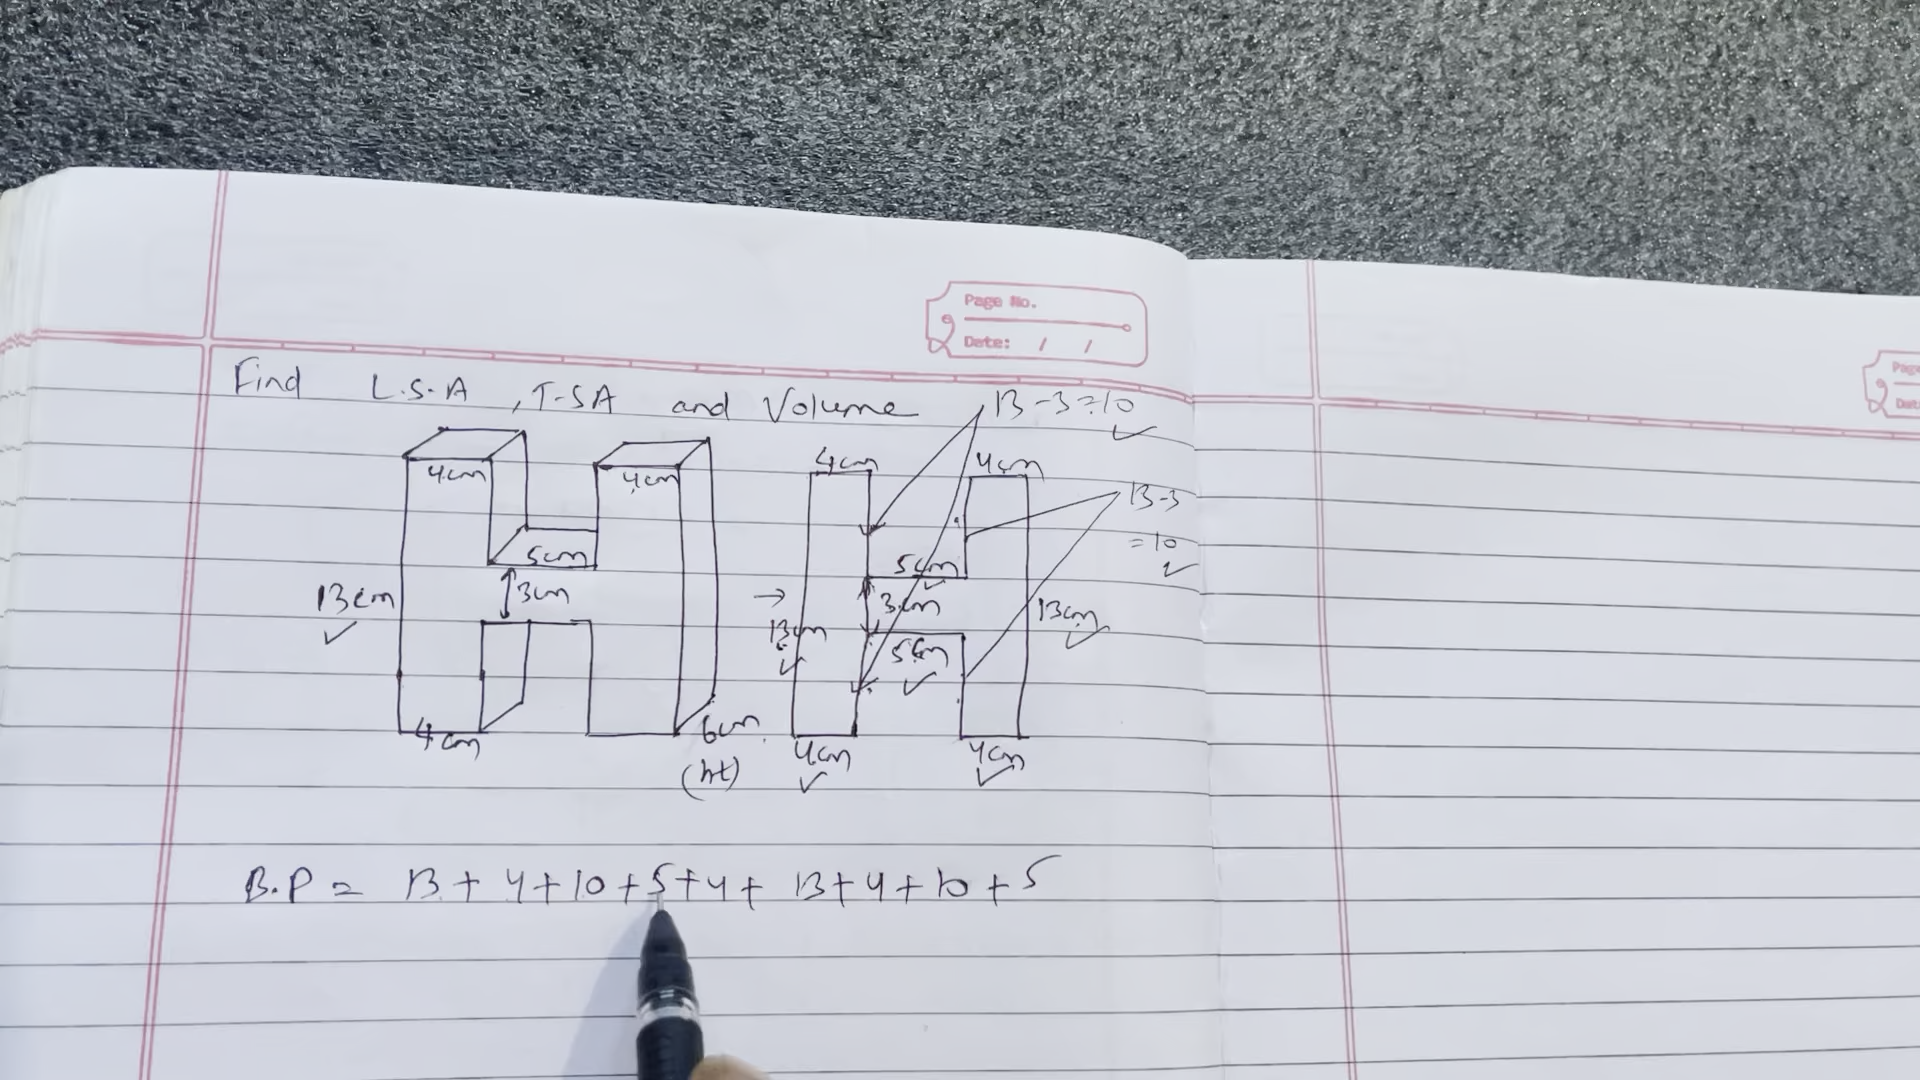 Page No.
Date: / /
Find L.S.A, T-SA and Volume
13-3=10
4cm 4cm 4cm 4cm
13-3
=10
5cm 5cm
13cm 3cm → 3cm 13cm
13cm
5cm
4cm 6cm 4cm 4cm
(ht)
B.P = 13 + 4 + 10 + 5 + 4 + 13 + 4 + 10 + 5